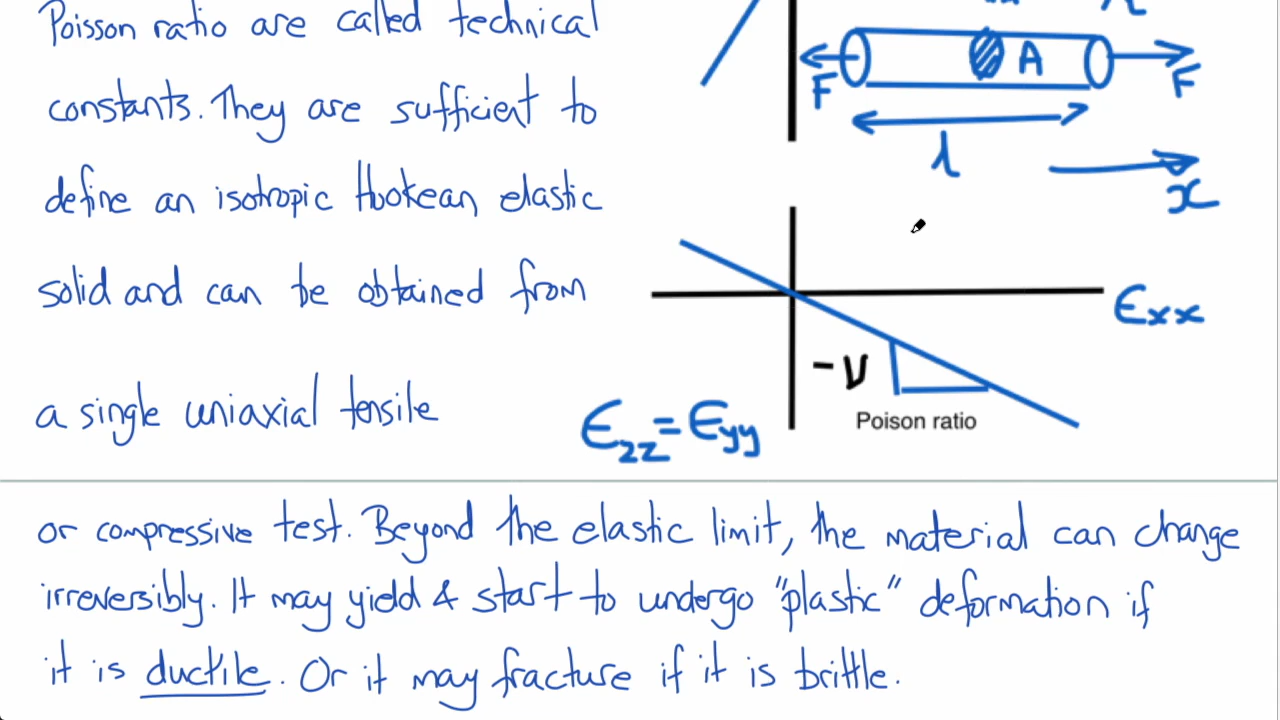 Poisson ratio are called technical
constants. They are sufficient to
define an isotropic Hookean elastic
solid and can be obtained from
a single uniaxial tensile
F A F
l
x
εxx
-ν
Poison ratio
εzz = εyy
or compressive test. Beyond the elastic limit, the material can change
irreversibly. It may yield & start to undergo "plastic" deformation if
it is ductile. Or it may fracture if it is brittle.